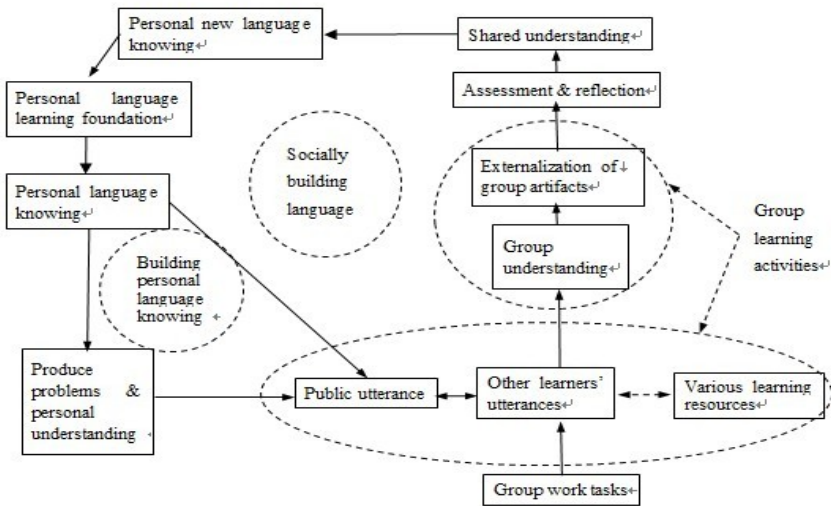 Personal new language
knowing
Shared understanding
Personal language
learning foundation
Assessment & reflection
Socially
building
language
Externalization of
group artifacts
Personal language
knowing
Group
learning
activities
Group
understanding
Building
personal
language
knowing
Produce
problems &
personal
understanding
Public utterance
Other learners'
utterances
Various learning
resources
Group work tasks